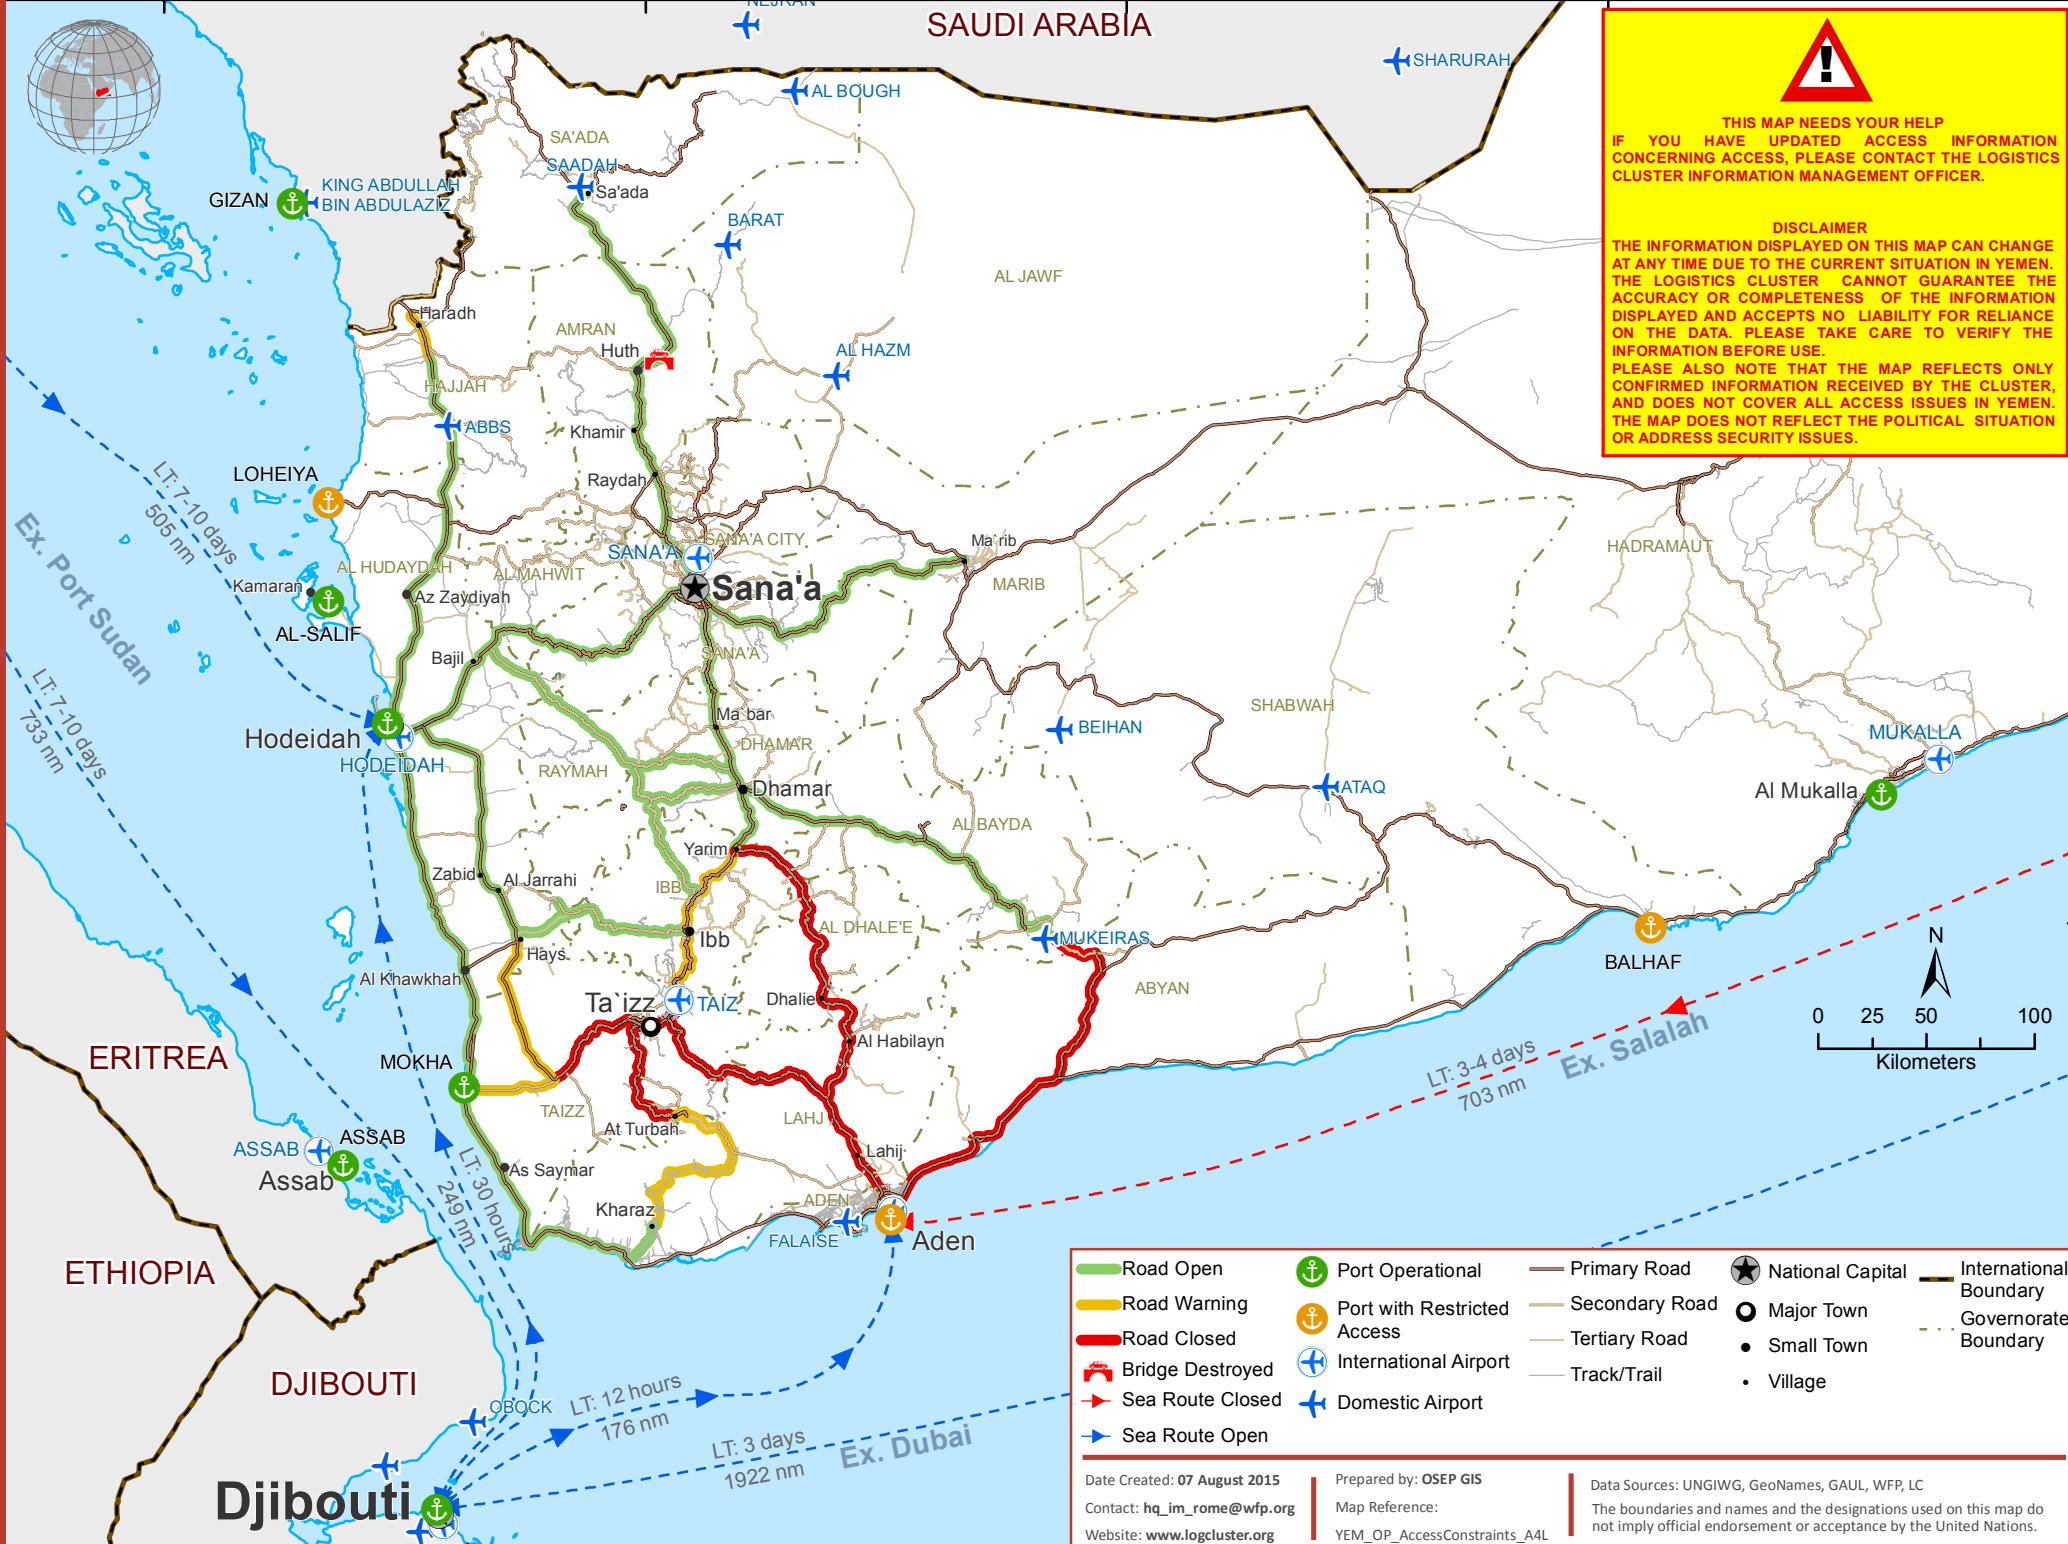 NEJRAN
SAUDI ARABIA
SHARURAH
AL BOUGH
SA'ADA
SAADAH
Sa'ada
KING ABDULLAH
BIN ABDULAZIZ
GIZAN
BARAT
AL JAWF
Haradh
AMRAN
Huth
AL HAZM
HAJJAH
ABBS
Khamir
LOHEIYA
Raydah
LT: 7-10 days
505 nm
Ex. Port Sudan
SANA'A CITY
SANA'A
Ma`rib
MARIB
HADRAMAUT
AL HUDAYDAH
AL MAHWIT
Kamaran
Az Zaydiyah
Sana'a
AL-SALIF
Bajil
SANA'A
LT: 7-10 days
733 nm
SHABWAH
Ma`bar
BEIHAN
Hodeidah
HODEIDAH
DHAMAR
RAYMAH
MUKALLA
Dhamar
ATAQ
Al Mukalla
AL BAYDA
Yarim
Zabid
Al Jarrahi
IBB
AL DHALE'E
Ibb
MUKEIRAS
Hays
BALHAF
Al Khawkhah
ABYAN
Ta`izz
TAIZ
Dhalie
Al Habilayn
ERITREA
MOKHA
LT: 3-4 days
703 nm
Ex. Salalah
TAIZZ
LAHJ
At Turbah
Lahij
ASSAB
ASSAB
Assab
As Saymar
LT: 30 hours
249 nm
ADEN
Kharaz
FALAISE
Aden
ETHIOPIA
DJIBOUTI
OBOCK
LT: 12 hours
176 nm
LT: 3 days
1922 nm
Ex. Dubai
Djibouti
!
THIS MAP NEEDS YOUR HELP
IF YOU HAVE UPDATED ACCESS INFORMATION
CONCERNING ACCESS, PLEASE CONTACT THE LOGISTICS
CLUSTER INFORMATION MANAGEMENT OFFICER.
DISCLAIMER
THE INFORMATION DISPLAYED ON THIS MAP CAN CHANGE
AT ANY TIME DUE TO THE CURRENT SITUATION IN YEMEN.
THE LOGISTICS CLUSTER CANNOT GUARANTEE THE
ACCURACY OR COMPLETENESS OF THE INFORMATION
DISPLAYED AND ACCEPTS NO LIABILITY FOR RELIANCE
ON THE DATA. PLEASE TAKE CARE TO VERIFY THE
INFORMATION BEFORE USE.
PLEASE ALSO NOTE THAT THE MAP REFLECTS ONLY
CONFIRMED INFORMATION RECEIVED BY THE CLUSTER,
AND DOES NOT COVER ALL ACCESS ISSUES IN YEMEN.
THE MAP DOES NOT REFLECT THE POLITICAL SITUATION
OR ADDRESS SECURITY ISSUES.
N
0 25 50 100
Kilometers
Road Open
Road Warning
Road Closed
Bridge Destroyed
Sea Route Closed
Sea Route Open
Port Operational
Port with Restricted
Access
International Airport
Domestic Airport
Primary Road
Secondary Road
Tertiary Road
Track/Trail
National Capital
Major Town
Small Town
Village
International
Boundary
Governorate
Boundary
Date Created: 07 August 2015
Contact: hq_im_rome@wfp.org
Website: www.logcluster.org
Prepared by: OSEP GIS
Map Reference:
YEM_OP_AccessConstraints_A4L
Data Sources: UNGIWG, GeoNames, GAUL, WFP, LC
The boundaries and names and the designations used on this map do
not imply official endorsement or acceptance by the United Nations.